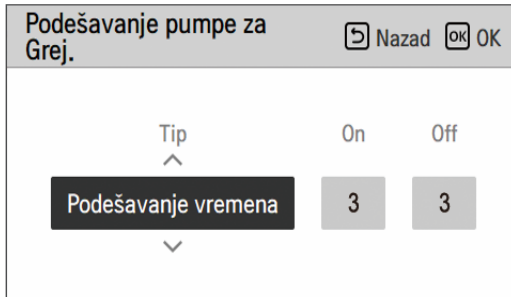 Podešavanje pumpe za
Grej.
Nazad OK OK
Tip On Off
Podešavanje vremena 3 3